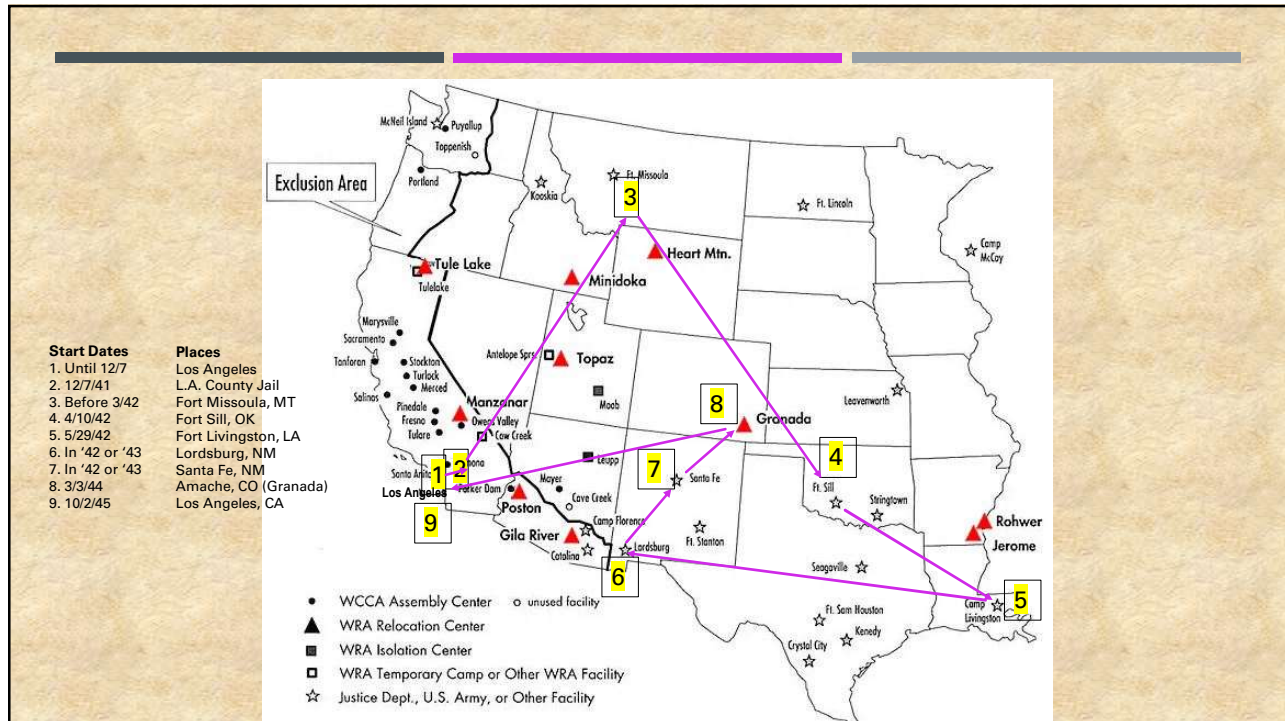 McNeil Island
Puyallup
Toppenish
Exclusion Area
Portland
Kooskia
Ft. Missoula
3
Ft. Lincoln
Camp
McCoy
Tule Lake
Tulelake
Heart Mtn.
Minidoka
Marysville
Sacramento
Tanforan
Stockton
Turlock
Merced
Salinas
Antelope Sprs
Topaz
Moab
Pinedale
Fresno
Tulare
Manzanar
Owens Valley
Cow Creek
8
Granada
Leavenworth
Start Dates Places
1. Until 12/7 Los Angeles
2. 12/7/41 L.A. County Jail
3. Before 3/42 Fort Missoula, MT
4. 4/10/42 Fort Sill, OK
5. 5/29/42 Fort Livingston, LA
6. In ‘42 or ‘43 Lordsburg, NM
7. In ‘42 or ‘43 Santa Fe, NM
8. 3/3/44 Amache, CO (Granada)
9. 10/2/45 Los Angeles, CA
Santa Anita
1
2
Los Angeles
9
Parker Dam
Poston
Mayer
Leupp
Cave Creek
Camp Florence
Gila River
Catalina
7
Santa Fe
Lordsburg
6
Ft. Stanton
4
Ft. Sill
Stringtown
Rohwer
Jerome
Seagoville
Camp
Livingston
5
Ft. Sam Houston
Kenedy
Crystal City
WCCA Assembly Center unused facility
WRA Relocation Center
WRA Isolation Center
WRA Temporary Camp or Other WRA Facility
Justice Dept., U.S. Army, or Other Facility